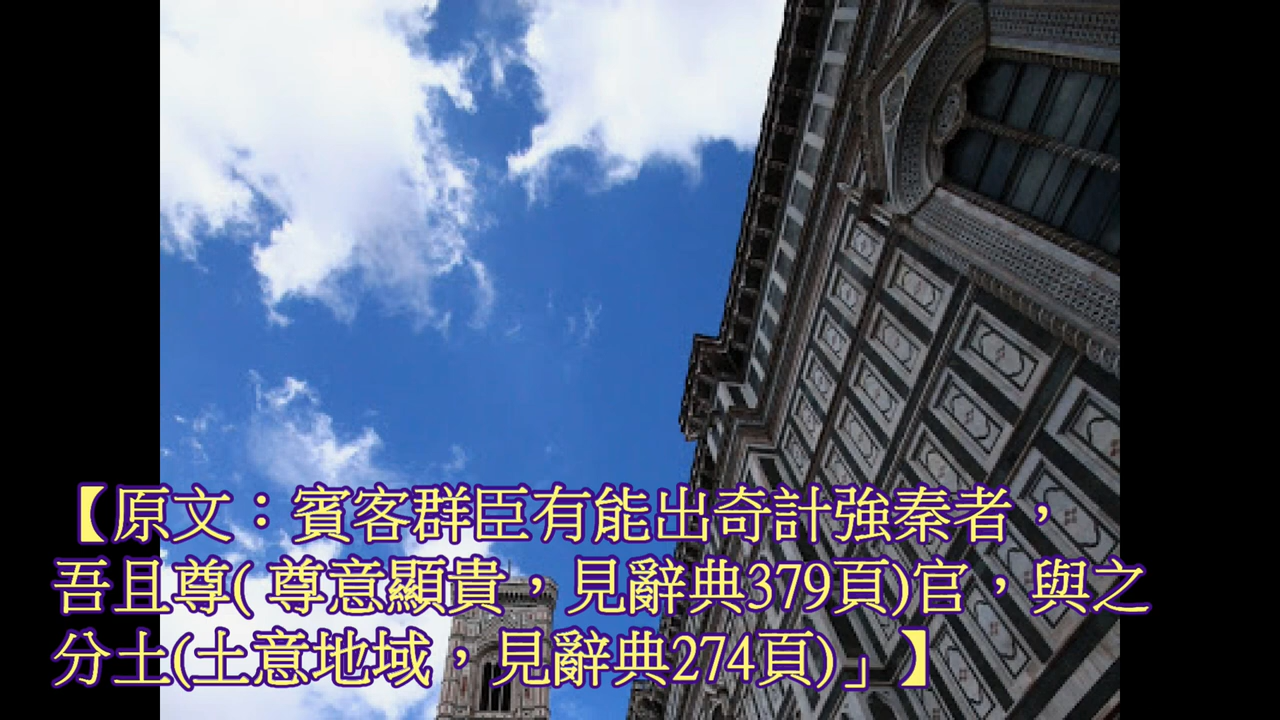 【原文：賓客群臣有能出奇計強秦者，
吾且尊( 尊意顯貴，見辭典379頁)官，與之
分土(土意地域，見辭典274頁)」】